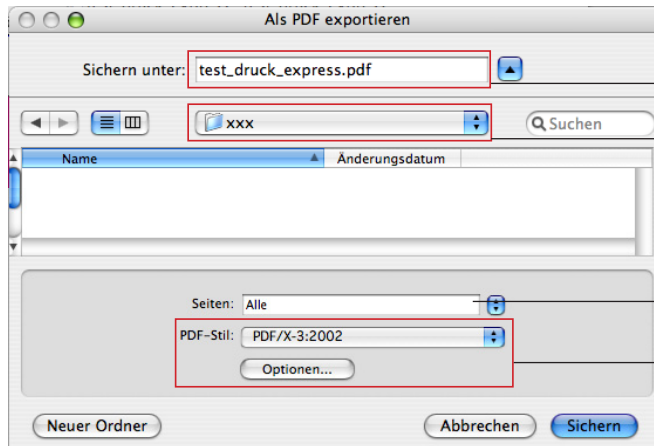 Als PDF exportieren
Sichern unter: test_druck_express.pdf
xxx
Suchen
Name Änderungsdatum
Seiten: Alle
PDF-Stil: PDF/X-3:2002
Optionen...
Neuer Ordner Abbrechen Sichern